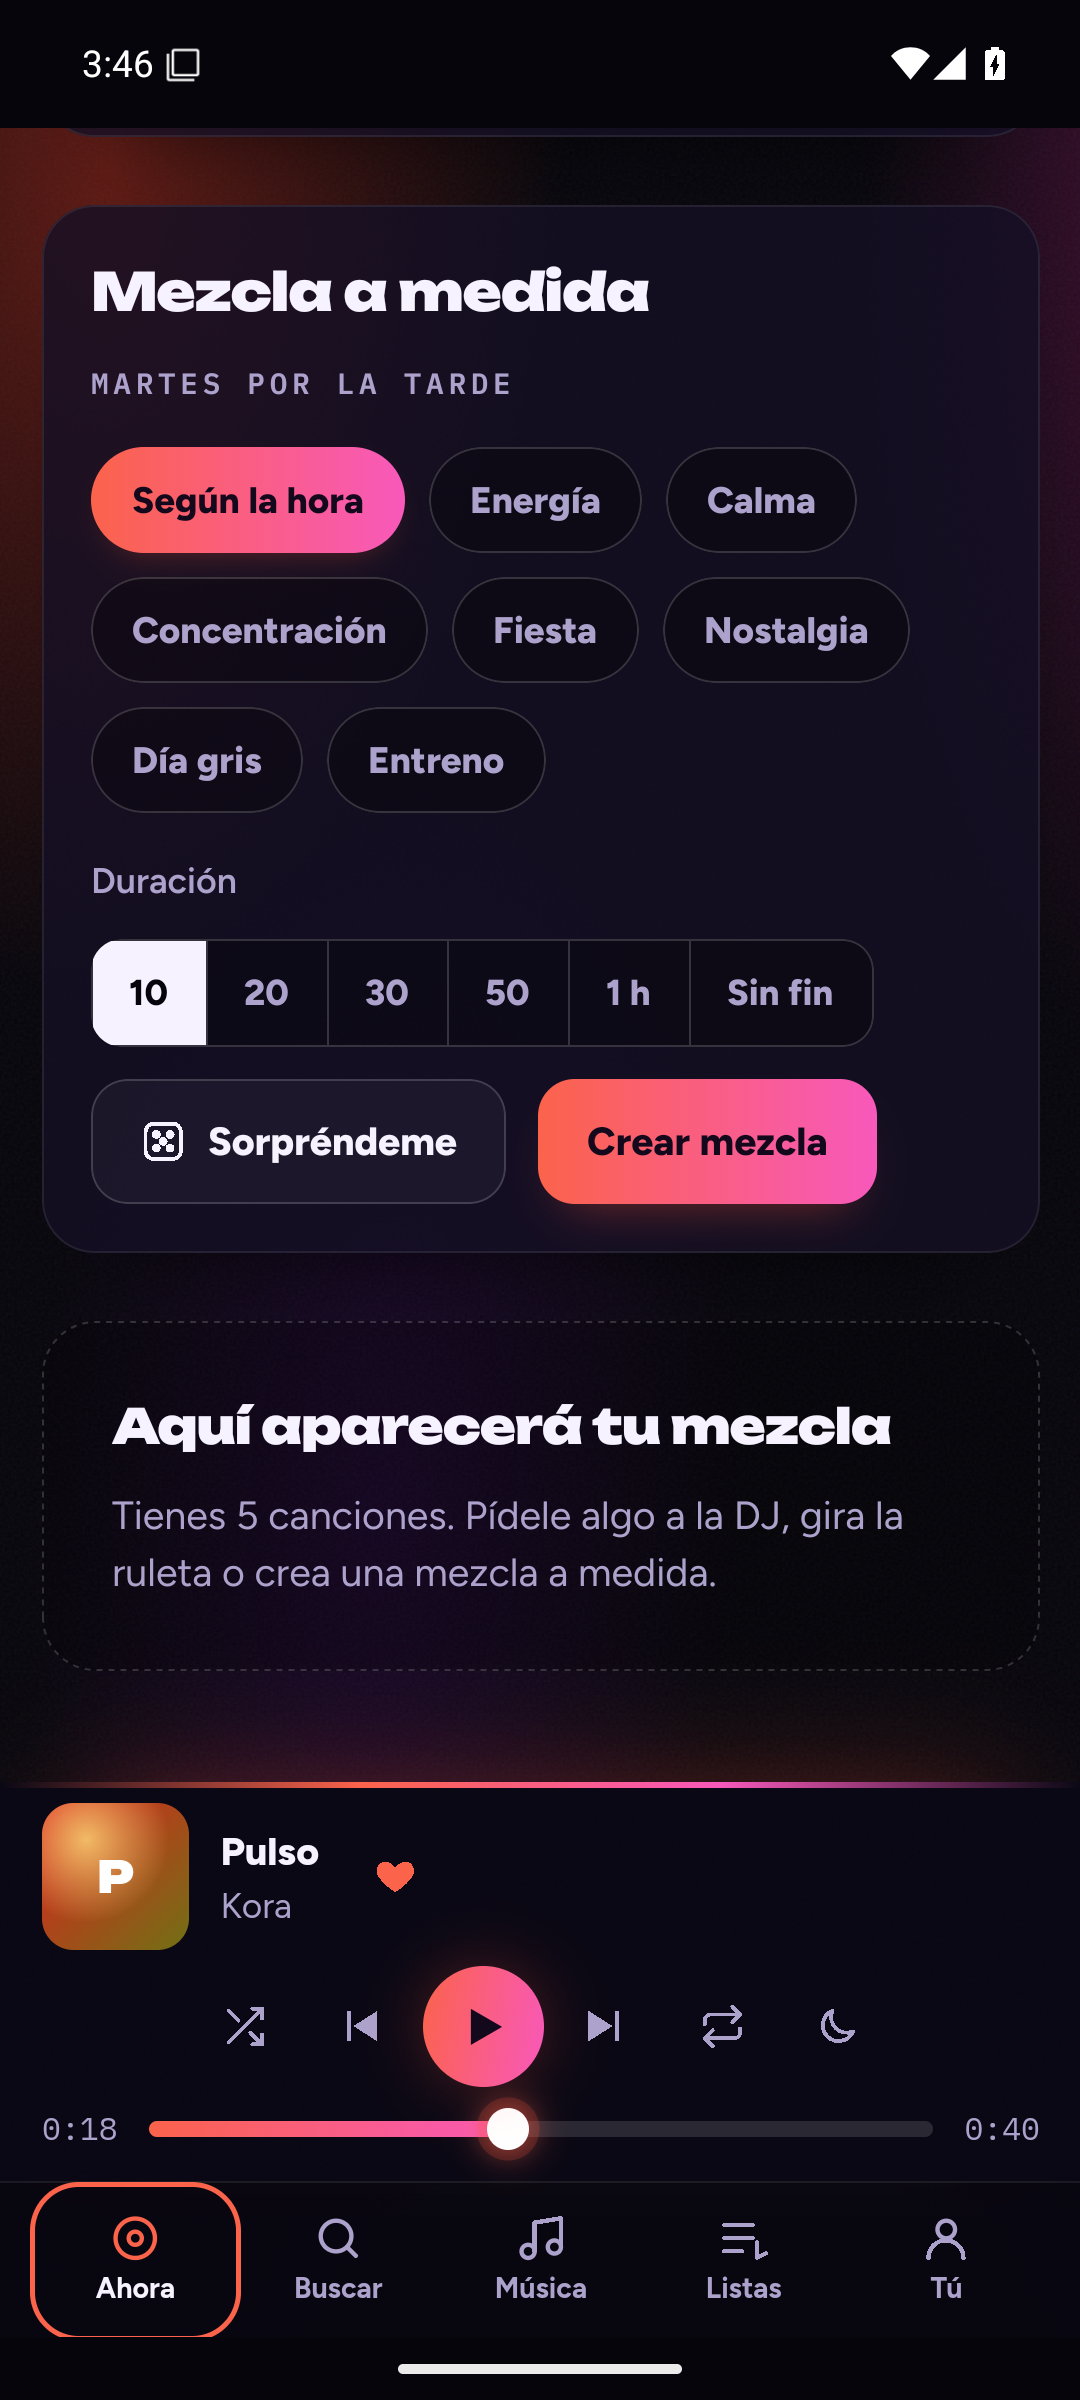 3:46
Mezcla a medida
MARTES POR LA TARDE
Según la hora
Energía
Calma
Concentración
Fiesta
Nostalgia
Día gris
Entreno
Duración
10
20
30
50
1 h
Sin fin
Sorpréndeme
Crear mezcla
Aquí aparecerá tu mezcla
Tienes 5 canciones. Pídele algo a la DJ, gira la
ruleta o crea una mezcla a medida.
P
Pulso
Kora
0:18
0:40
Ahora
Buscar
Música
Listas
Tú